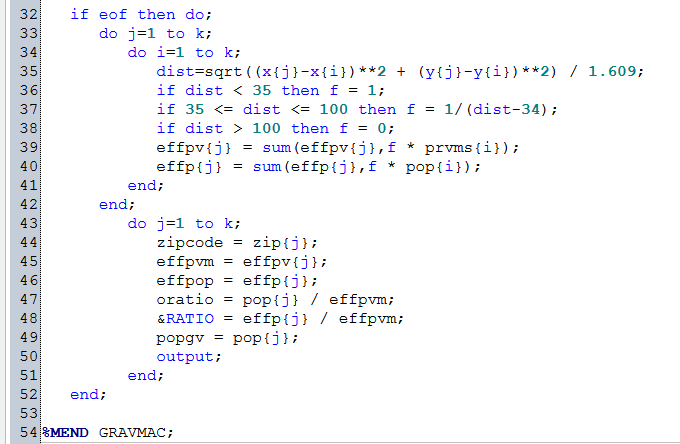 32 if eof then do;
33 do j=1 to k;
34 do i=1 to k;
35 dist=sqrt((x{j}-x{i})**2 + (y{j}-y{i})**2) / 1.609;
36 if dist < 35 then f = 1;
37 if 35 <= dist <= 100 then f = 1/(dist-34);
38 if dist > 100 then f = 0;
39 effpv{j} = sum(effpv{j},f * prvms{i});
40 effp{j} = sum(effp{j},f * pop{i});
41 end;
42 end;
43 do j=1 to k;
44 zipcode = zip{j};
45 effpvm = effpv{j};
46 effpop = effp{j};
47 oratio = pop{j} / effpvm;
48 &RATIO = effp{j} / effpvm;
49 popgv = pop{j};
50 output;
51 end;
52 end;
53
54 %MEND GRAVMAC;